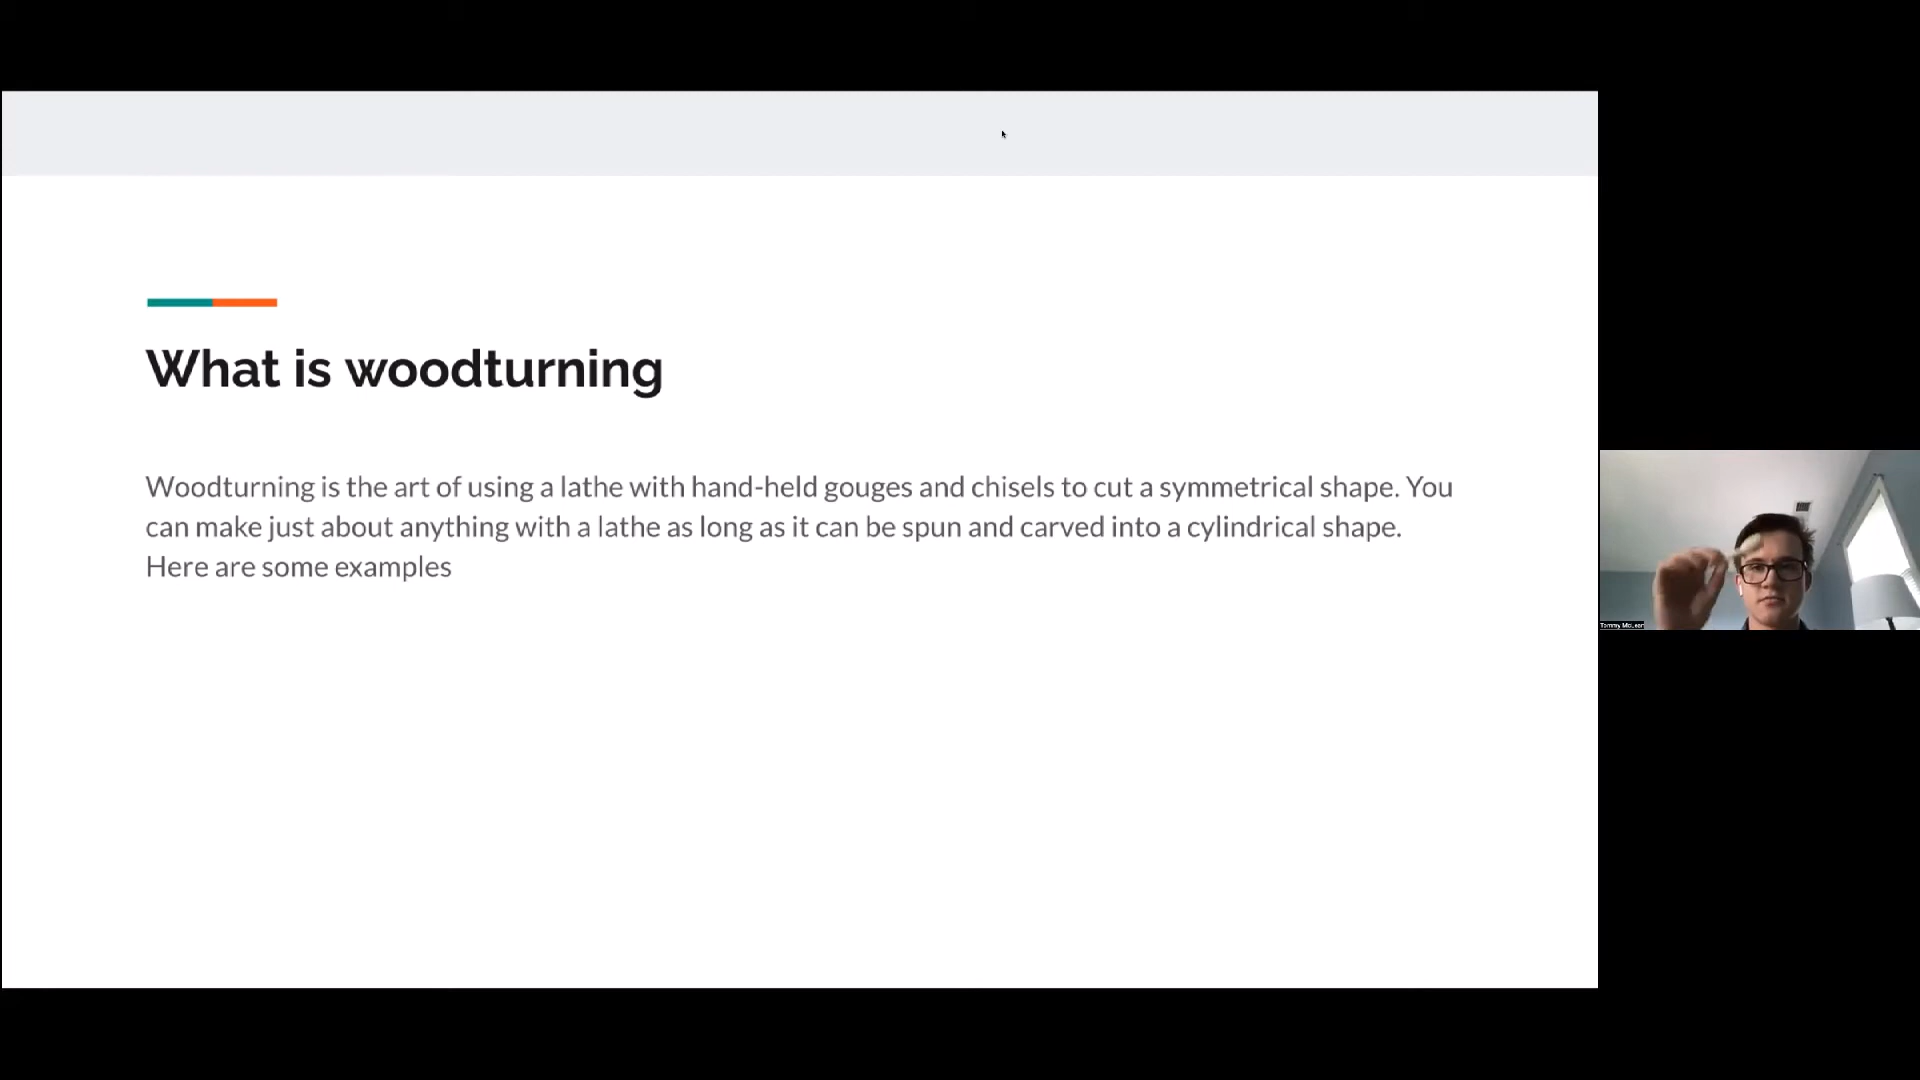 What is woodturning
Woodturning is the art of using a lathe with hand-held gouges and chisels to cut a symmetrical shape. You
can make just about anything with a lathe as long as it can be spun and carved into a cylindrical shape.
Here are some examples
Tommy McLean